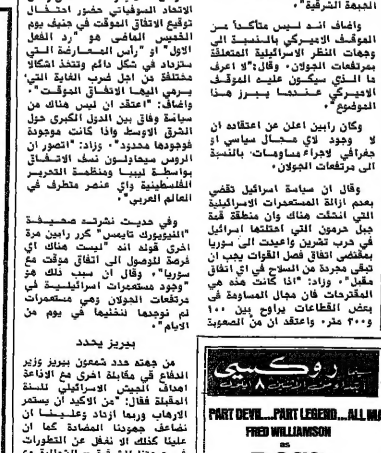 الجبهة الشرقية".
واضاف انه ليس متأكداً من
الموقف الاميركي بالنسبة الى
وجهات النظر الاسرائيلية المتعلقة
بمرتفعات الجولان. وقال: "لا اعرف
ما الذي سيكون عليه الموقف
الاميركي عندما يبرز هذا
الموضوع".
وكان رابين اعلن عن اعتقاده ان
لا وجود لاي مجال سياسي او
جغرافي لاجراء مساومات بالنسبة
الى مرتفعات الجولان.
وقال ان سياسة اسرائيل تقضي
بعدم ازالة المستعمرات الاسرائيلية
التي انشئت هناك وان منطقة قمة
جبل حرمون التي احتلتها اسرائيل
في حرب تشرين واعيدت الى سوريا
بمقتضى اتفاق فصل القوات يجب ان
تبقى مجردة من السلاح في اي اتفاق
مقبل". وزاد: "اذا كانت هذه هي
المقترحات فان مجال المساومة في
بعض القطاعات يراوح بين ١٠٠
و٢٠٠ متر. واعتقد ان من الصعوبة
سينما روكسي
ابتداء من الاثنين ٨
PART DEVIL...PART LEGEND...ALL MA
FRED WILLIAMSON
as
الاتحاد السوفياتي حضور احتفال
توقيع الاتفاق الموقت في جنيف يوم
الخميس الماضي هو "رد الفعل
الاول" او "رأس المعارضة التي
ستزداد في شكل دائم وتتخذ اشكالا
مختلفة من اجل ضرب الغاية التي
يرمي اليها الاتفاق الموقت".
واضاف: "اعتقد ان ليس هناك من
سياسة وفاق بين الدول الكبرى حول
الشرق الاوسط واذا كانت موجودة
فوجودها محدود". وزاد: "اتصور ان
الروس سيحاولون نسف الاتفاق
بواسطة ليبيا ومنظمة التحرير
الفلسطينية واي عنصر متطرف في
العالم العربي".
وفي حديث نشرته صحيفة
"النيويورك تايمس" كرر رابين مرة
اخرى قوله انه "ليست هناك اي
فرصة للوصول الى اتفاق موقت مع
سوريا". وقال ان سبب ذلك هو
"وجود مستعمرات اسرائيلية في
مرتفعات الجولان وهي مستعمرات
لم نوجدها لننفيها في يوم من
الايام".
بيريز يحدد
من جهته حدد شمعون بيريز وزير
الدفاع في مقابلة اخرى مع الاذاعة
اهداف الجيش الاسرائيلي للسنة
المقبلة فقال: "من الاكيد ان يستمر
الارهاب وربما ازداد وعلينا ان
نضاعف جهودنا المضادة كما ان
علينا كذلك الا نغفل عن التطورات